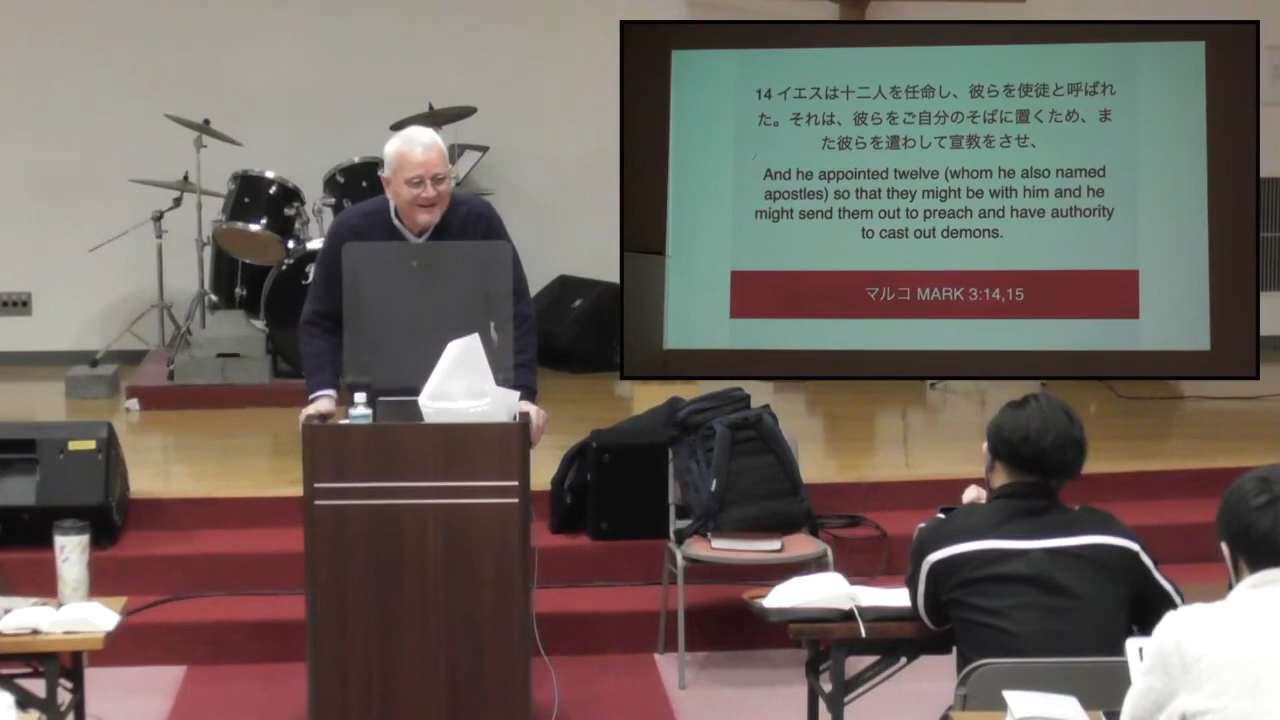 14 イエスは十二人を任命し、彼らを使徒と呼ばれ
た。それは、彼らをご自分のそばに置くため、ま
た彼らを遣わして宣教をさせ、
And he appointed twelve (whom he also named
apostles) so that they might be with him and he
might send them out to preach and have authority
to cast out demons.
マルコ MARK 3:14,15